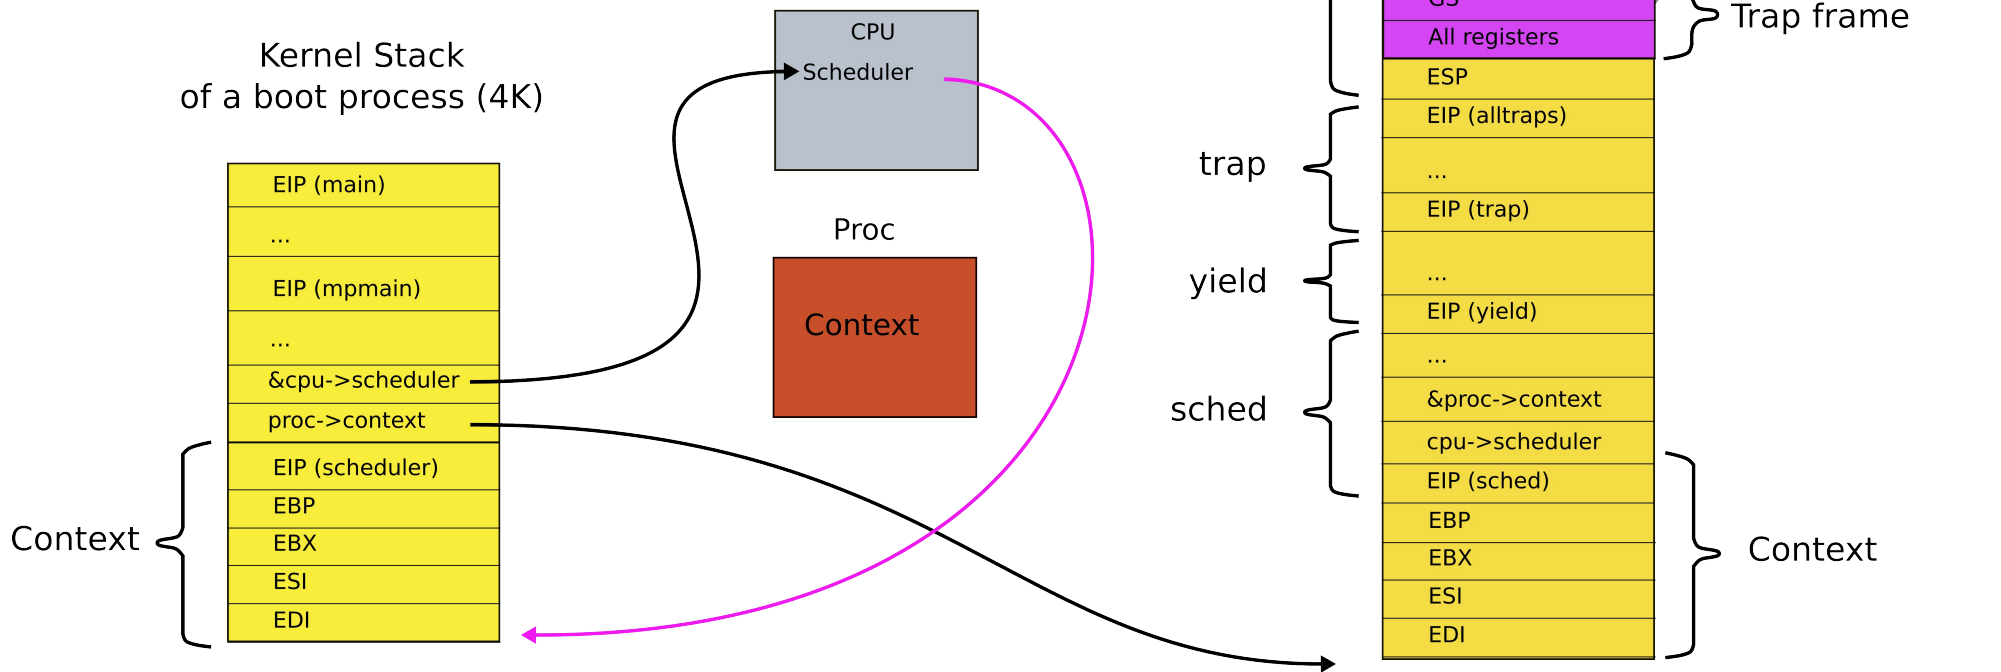 Kernel Stack
of a boot process (4K)
EIP (main)
...
EIP (mpmain)
...
&cpu->scheduler
proc->context
EIP (scheduler)
EBP
EBX
ESI
EDI
Context
CPU
Scheduler
Proc
Context
GS
All registers
Trap frame
ESP
EIP (alltraps)
...
EIP (trap)
trap
...
EIP (yield)
yield
...
&proc->context
cpu->scheduler
EIP (sched)
sched
EBP
EBX
ESI
EDI
Context